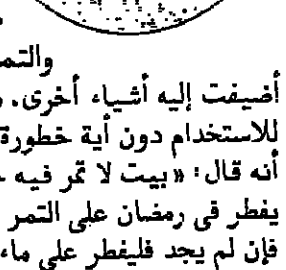 والتمـ
أضيفت إليه أشياء أخرى.
للاستخدام دون أية خطورة
أنه قال: «بيت لا تمر فيه
يفطر فى رمضان على التمر
فإن لم يجد فليفطر على ماء